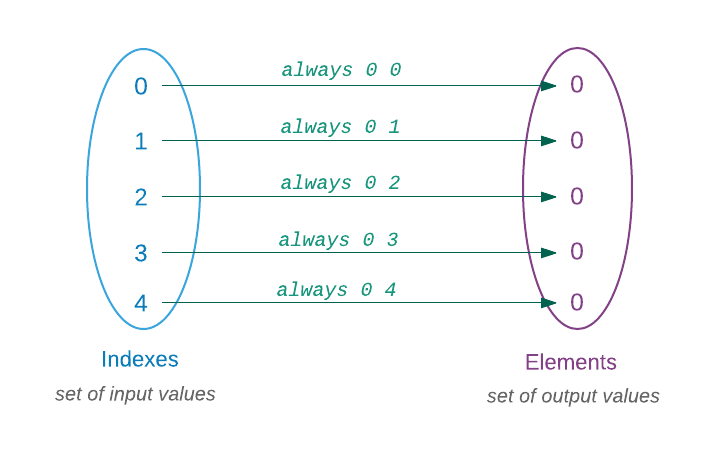 always 0 0
0 0
always 0 1
1 0
always 0 2
2 0
always 0 3
3 0
always 0 4
4 0
Indexes Elements
set of input values set of output values